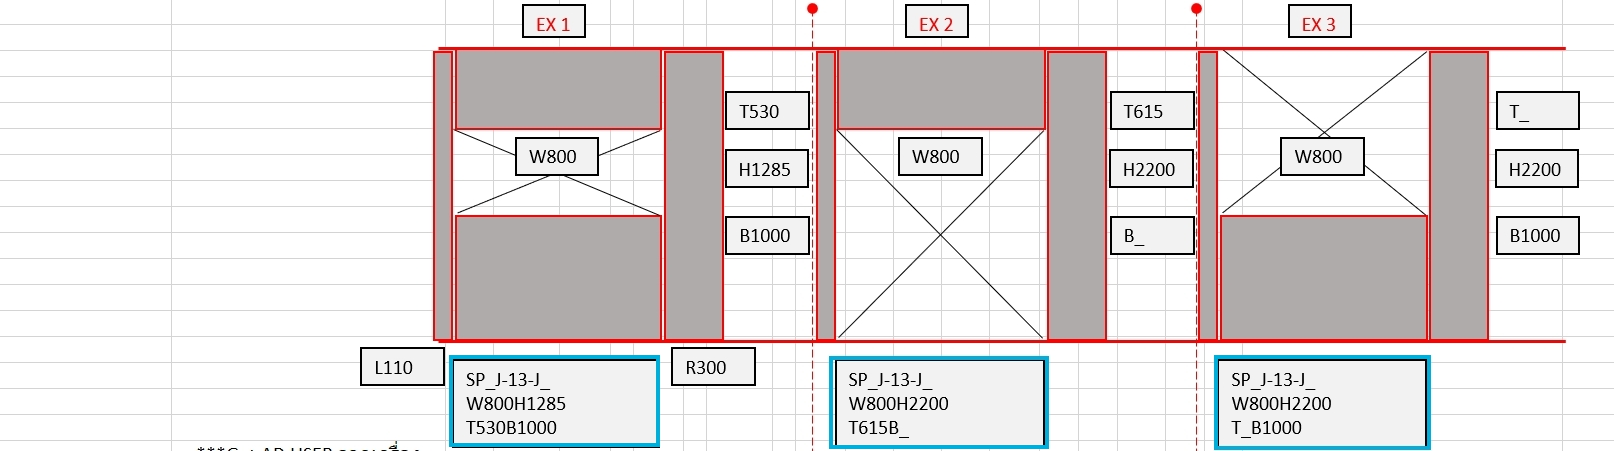 EX 1
EX 2
EX 3
T530
W800
H1285
B1000
T615
W800
H2200
B_
T_
W800
H2200
B1000
L110
R300
SP_J-13-J_
W800H1285
T530B1000
SP_J-13-J_
W800H2200
T615B_
SP_J-13-J_
W800H2200
T_B1000